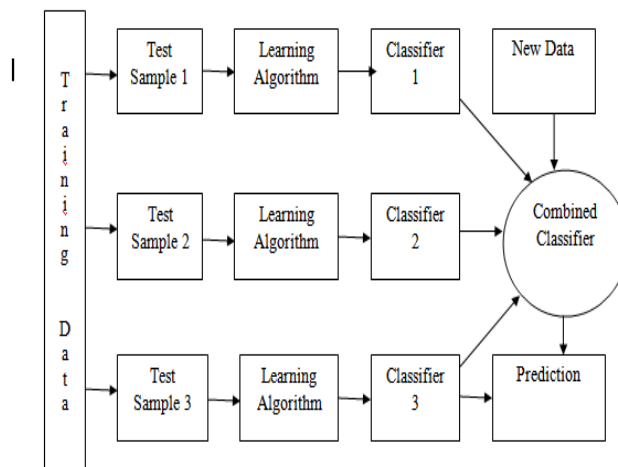 Training Data
Test
Sample 1
Learning
Algorithm
Classifier
1
New Data
Test
Sample 2
Learning
Algorithm
Classifier
2
Combined
Classifier
Test
Sample 3
Learning
Algorithm
Classifier
3
Prediction